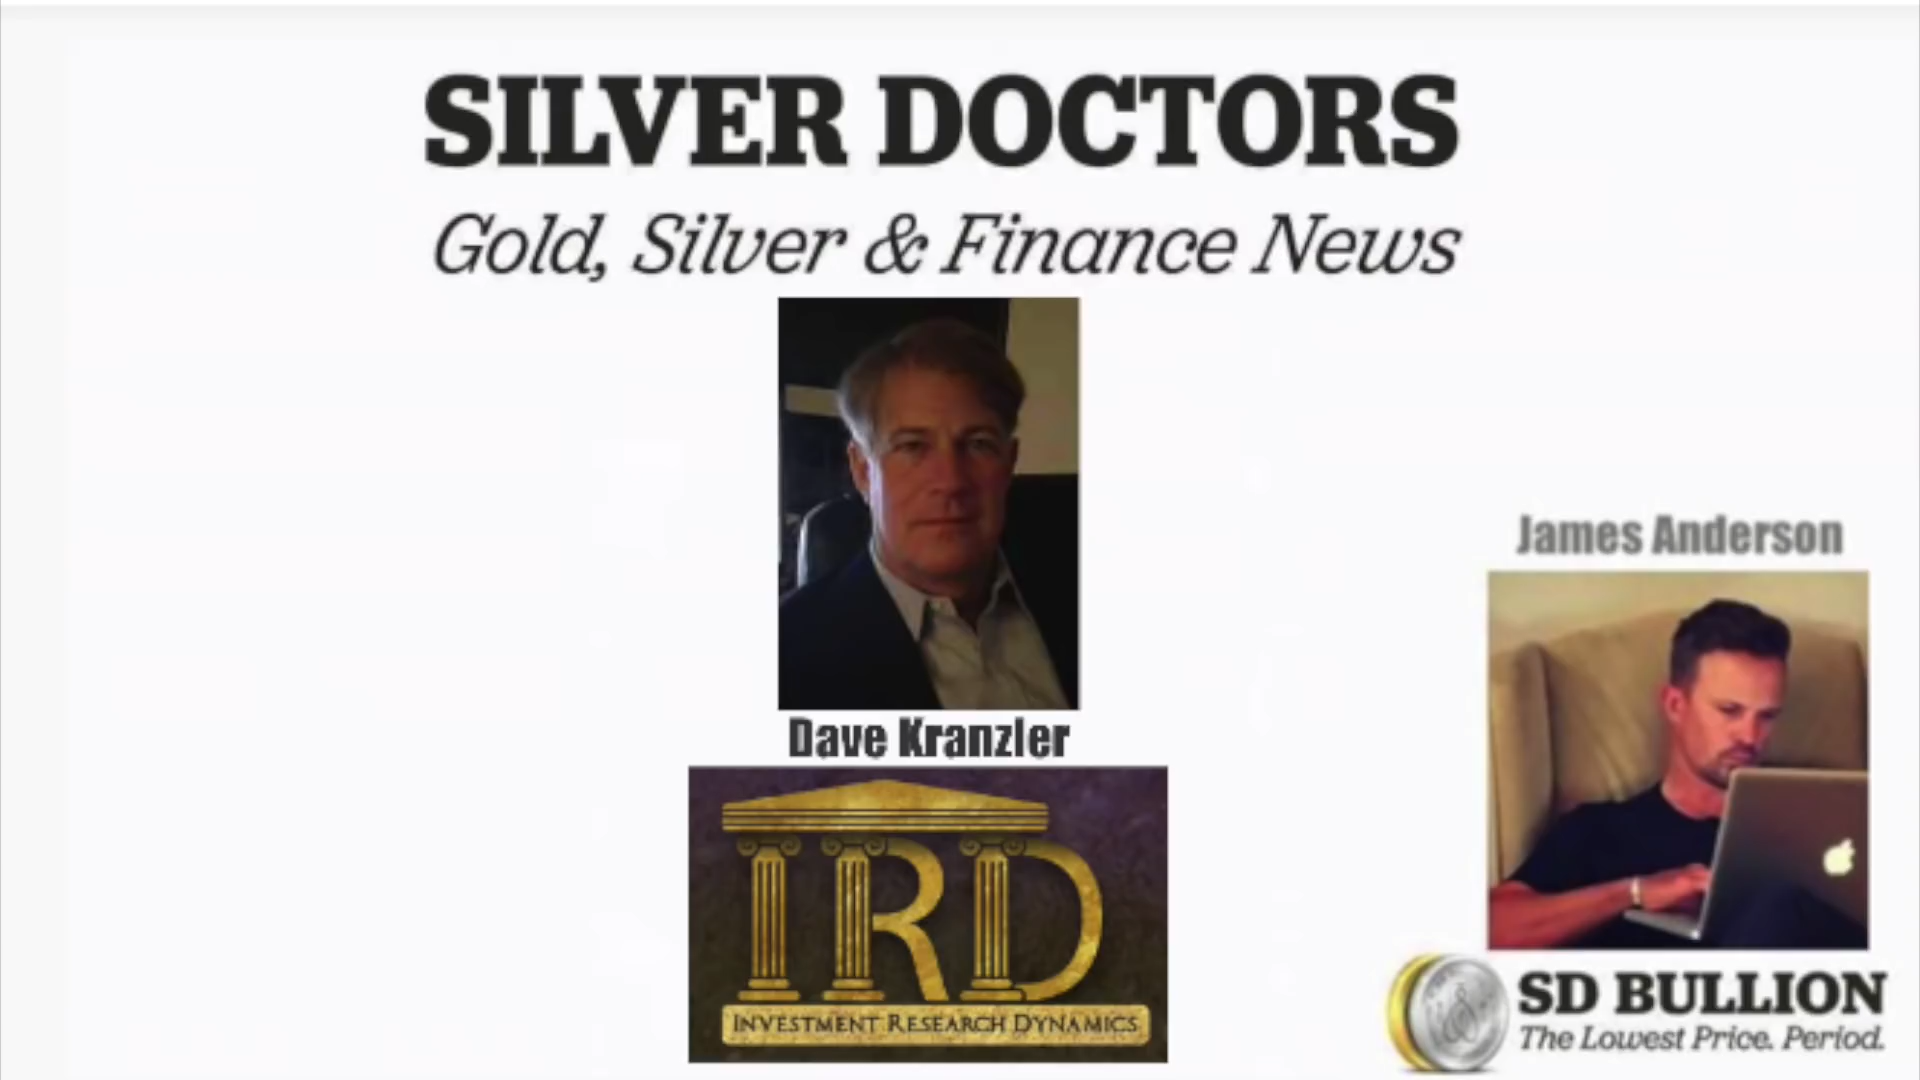 SILVER DOCTORS
Gold, Silver & Finance News
Dave Kranzler
IRD
INVESTMENT RESEARCH DYNAMICS
James Anderson
SD BULLION
The Lowest Price. Period.